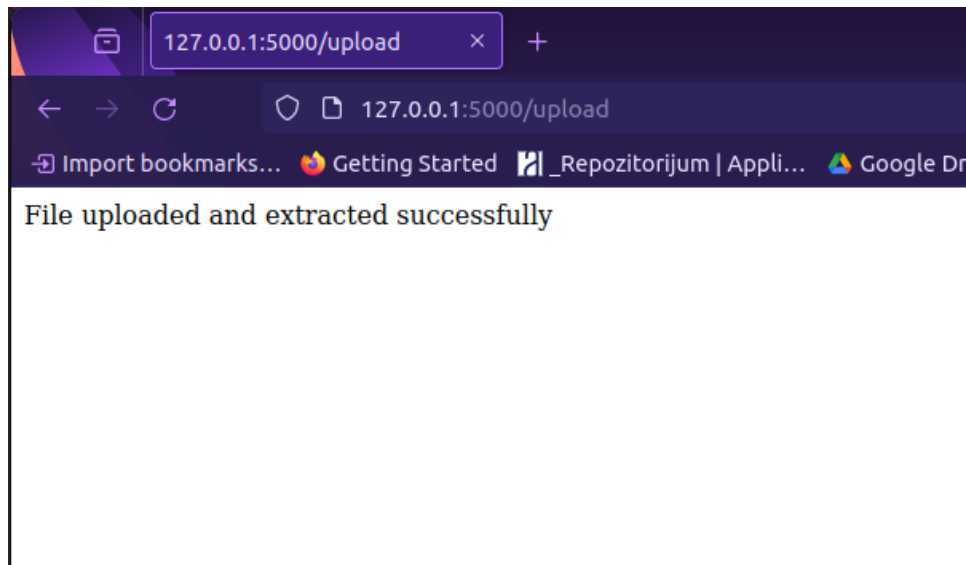 127.0.0.1:5000/upload
127.0.0.1:5000/upload
Import bookmarks... Getting Started _Repozitorijum | Appli... Google Dr
File uploaded and extracted successfully